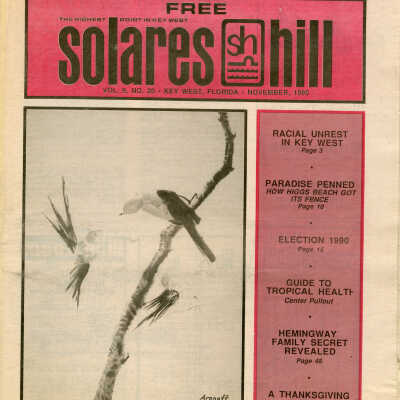 FREE
THE HIGHEST POINT IN KEY WEST
solares sh hill
VOL. 5, NO. 20 • KEY WEST, FLORIDA • NOVEMBER, 1990
RACIAL UNREST
IN KEY WEST
Page 3
PARADISE PENNED
HOW HIGGS BEACH GOT
ITS FENCE
Page 18
ELECTION 1990
Page 15
GUIDE TO
TROPICAL HEALTH
Center Pullout
HEMINGWAY
FAMILY SECRET
REVEALED
Page 46
A THANKSGIVING